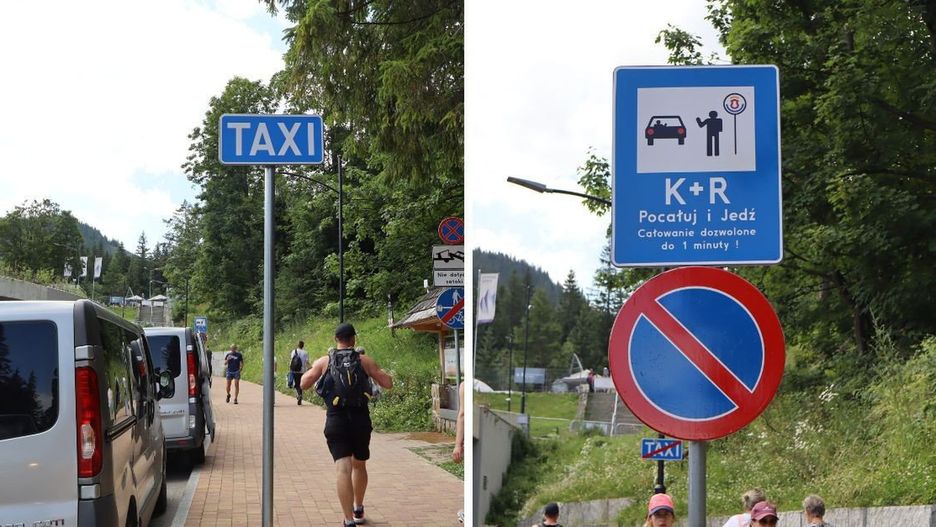 TAXI
Nie dotyczy
K+R
Pocałuj i Jedź
Całowanie dozwolone
do 1 minuty !
TAXI